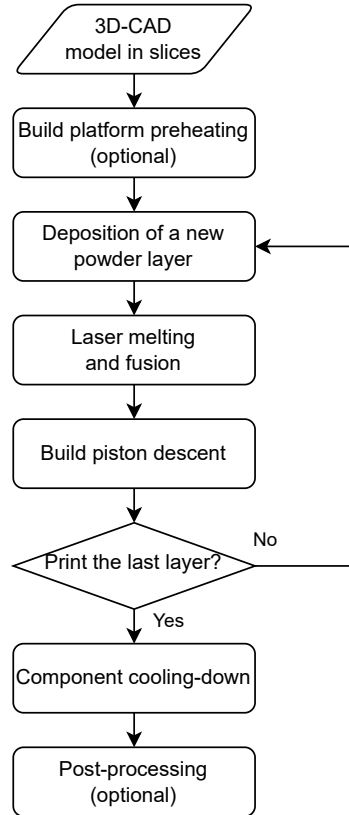 3D-CAD
model in slices
Build platform preheating
(optional)
Deposition of a new
powder layer
Laser melting
and fusion
Build piston descent
Print the last layer?
No
Yes
Component cooling-down
Post-processing
(optional)